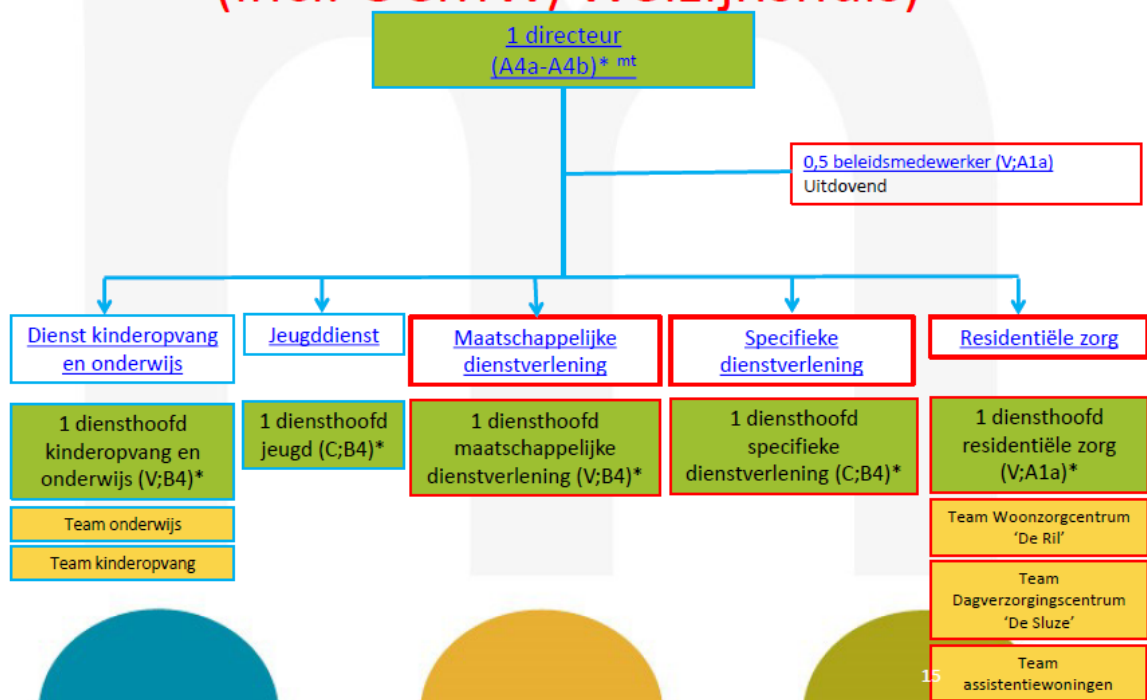 1 directeur
(A4a-A4b)* mt
0,5 beleidsmedewerker (V;A1a)
Uitdovend
Dienst kinderopvang
en onderwijs
Jeugddienst
Maatschappelijke
dienstverlening
Specifieke
dienstverlening
Residentiële zorg
1 diensthoofd
kinderopvang en
onderwijs (V;B4)*
1 diensthoofd
jeugd (C;B4)*
1 diensthoofd
maatschappelijke
dienstverlening (V;B4)*
1 diensthoofd
specifieke
dienstverlening (C;B4)*
1 diensthoofd
residentiële zorg
(V;A1a)*
Team onderwijs
Team kinderopvang
Team Woonzorgcentrum
‘De Ril’
Team
Dagverzorgingscentrum
‘De Sluze’
Team
assistentiewoningen
15